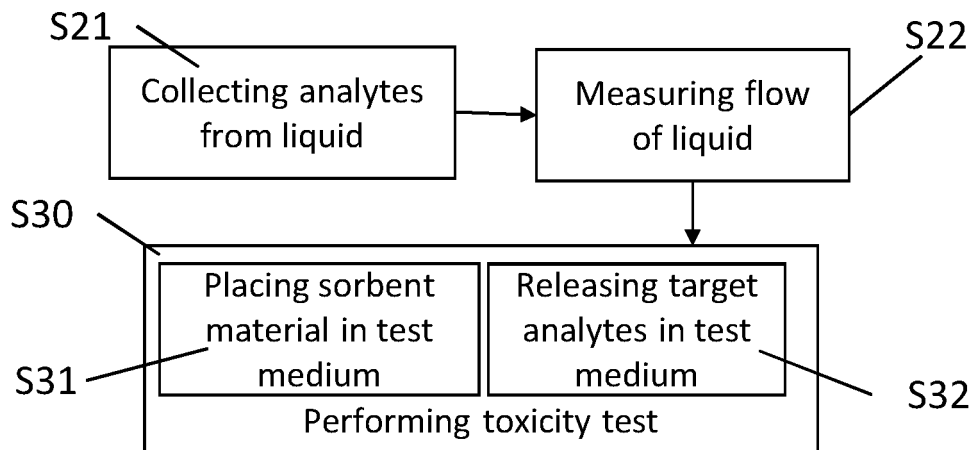 S21
Collecting analytes
from liquid
Measuring flow
of liquid
S22
S30
Placing sorbent
material in test
medium
Releasing target
analytes in test
medium
S31
S32
Performing toxicity test